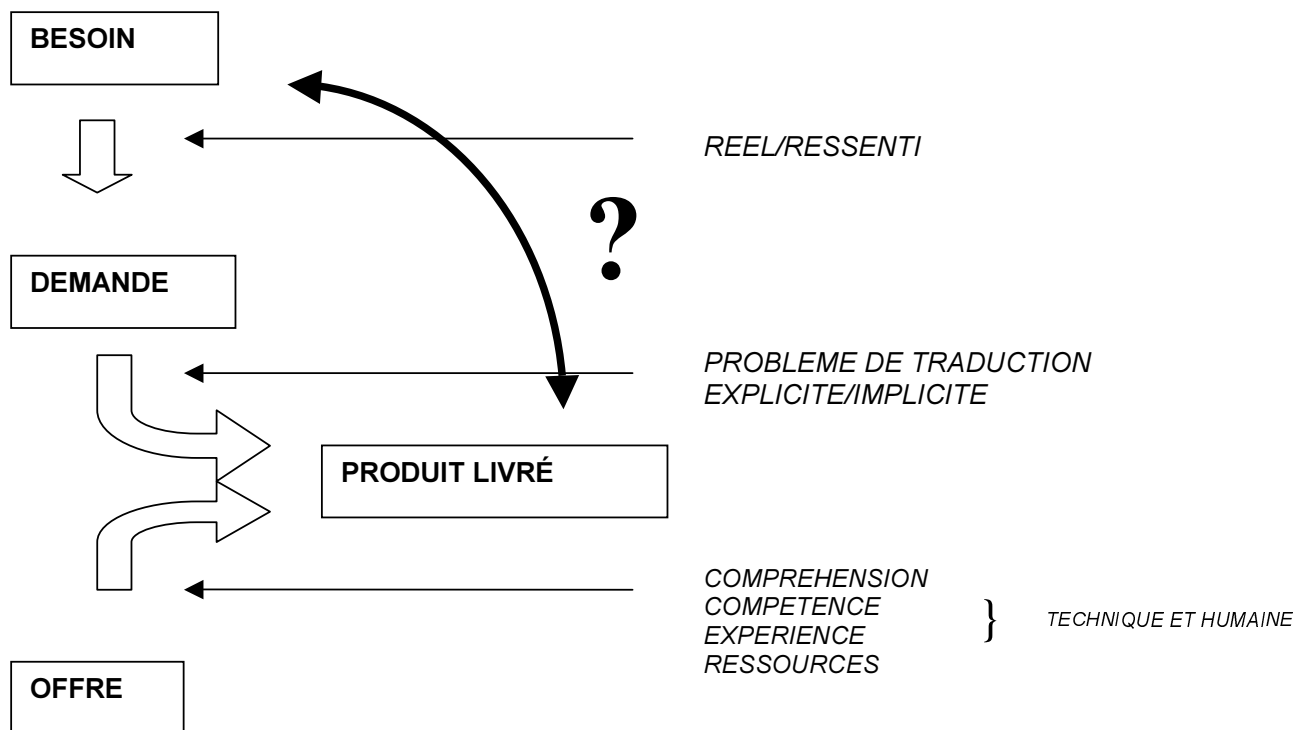 BESOIN
REEL/RESSENTI
?
DEMANDE
PROBLEME DE TRADUCTION
EXPLICITE/IMPLICITE
PRODUIT LIVRÉ
COMPREHENSION
COMPETENCE
EXPERIENCE
RESSOURCES
}
TECHNIQUE ET HUMAINE
OFFRE